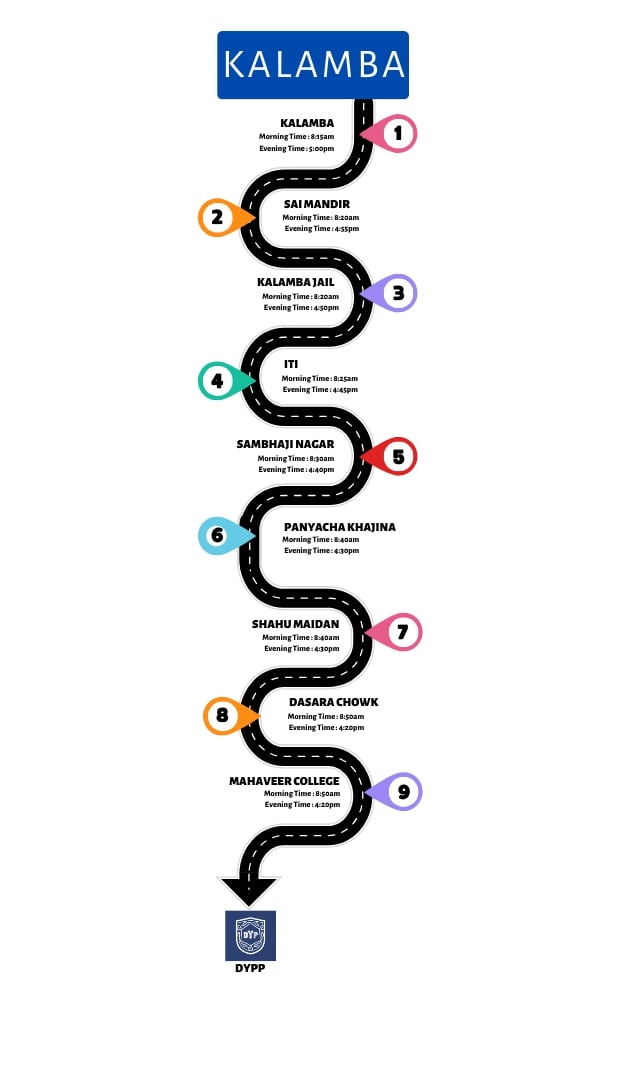 KALAMBA
KALAMBA
Morning Time : 8:15am
Evening Time : 5:00pm
1
SAI MANDIR
Morning Time : 8:20am
Evening Time : 4:55pm
2
KALAMBA JAIL
Morning Time : 8:20am
Evening Time : 4:50pm
3
ITI
Morning Time : 8:25am
Evening Time : 4:45pm
4
SAMBHAJI NAGAR
Morning Time : 8:30am
Evening Time : 4:40pm
5
PANYACHA KHAJINA
Morning Time : 8:40am
Evening Time : 4:30pm
6
SHAHU MAIDAN
Morning Time : 8:40am
Evening Time : 4:30pm
7
DASARA CHOWK
Morning Time : 8:50am
Evening Time : 4:20pm
8
MAHAVEER COLLEGE
Morning Time : 8:50am
Evening Time : 4:20pm
9
DYP
DYPP